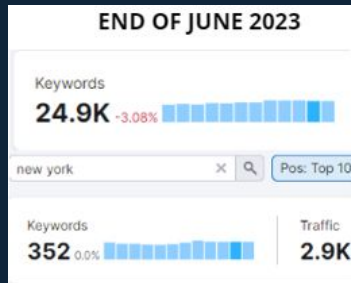 END OF JUNE 2023
Keywords
24.9K -3.08%
new york × Pos: Top 10
Keywords Traffic
352 0.0% 2.9K